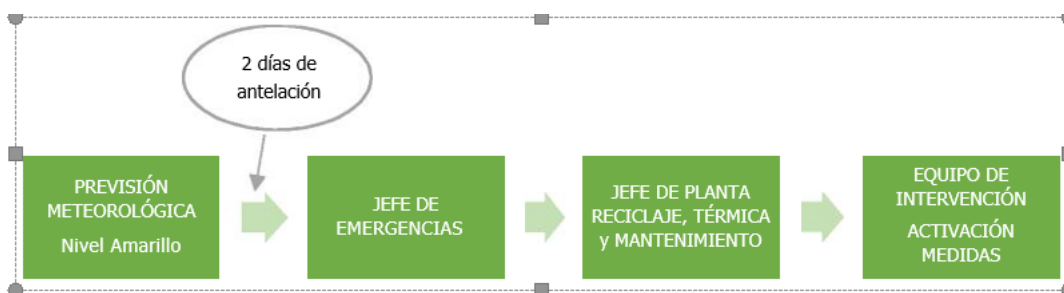 2 días de
antelación
PREVISIÓN
METEOROLÓGICA
Nivel Amarillo
JEFE DE
EMERGENCIAS
JEFE DE PLANTA
RECICLAJE, TÉRMICA
y MANTENIMIENTO
EQUIPO DE
INTERVENCIÓN
ACTIVACIÓN
MEDIDAS